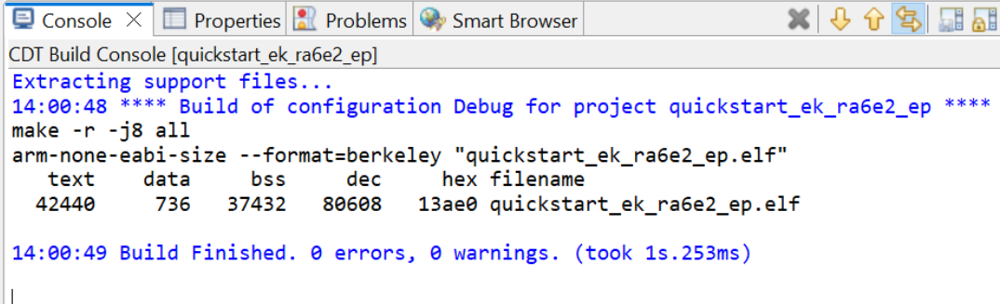 Console Properties Problems Smart Browser
CDT Build Console [quickstart_ek_ra6e2_ep]
Extracting support files...
14:00:48 **** Build of configuration Debug for project quickstart_ek_ra6e2_ep ****
make -r -j8 all
arm-none-eabi-size --format=berkeley "quickstart_ek_ra6e2_ep.elf"
   text    data     bss     dec     hex filename
  42440     736   37432   80608   13ae0 quickstart_ek_ra6e2_ep.elf
14:00:49 Build Finished. 0 errors, 0 warnings. (took 1s.253ms)